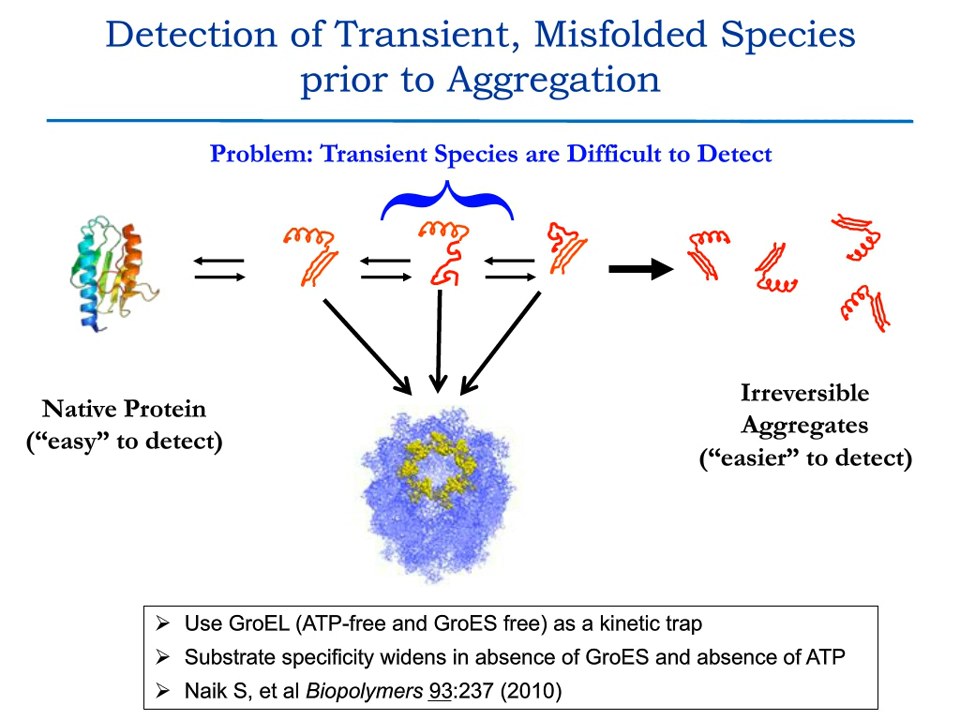 Detection of Transient, Misfolded Species
prior to Aggregation
Problem: Transient Species are Difficult to Detect
Native Protein
(“easy” to detect)
Irreversible
Aggregates
(“easier” to detect)
➢ Use GroEL (ATP-free and GroES free) as a kinetic trap
➢ Substrate specificity widens in absence of GroES and absence of ATP
➢ Naik S, et al Biopolymers 93:237 (2010)